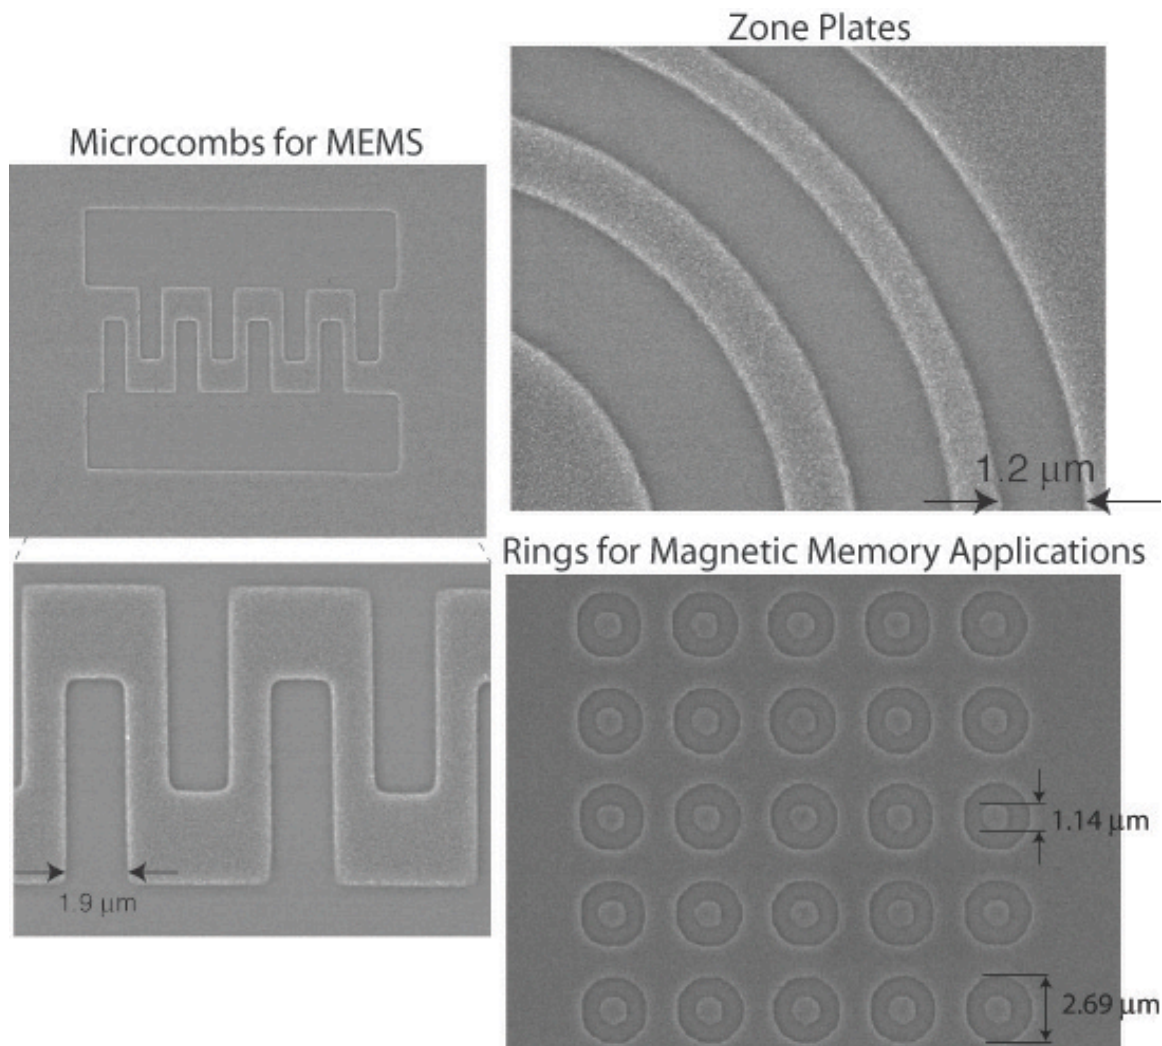 Zone Plates
Microcombs for MEMS
1.2 μm
Rings for Magnetic Memory Applications
1.14 μm
1.9 μm
2.69 μm